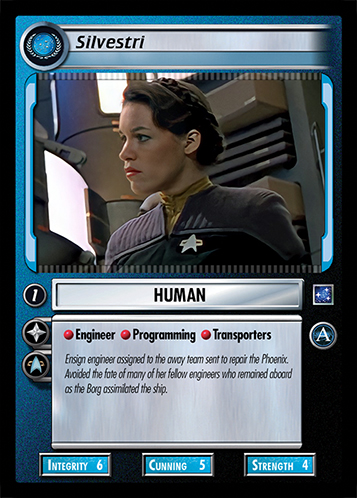 Silvestri
1 HUMAN
Engineer Programming Transporters
A
Ensign engineer assigned to the away team sent to repair the Phoenix.
Avoided the fate of many of her fellow engineers who remained aboard
as the Borg assimilated the ship.
INTEGRITY 6 CUNNING 5 STRENGTH 4